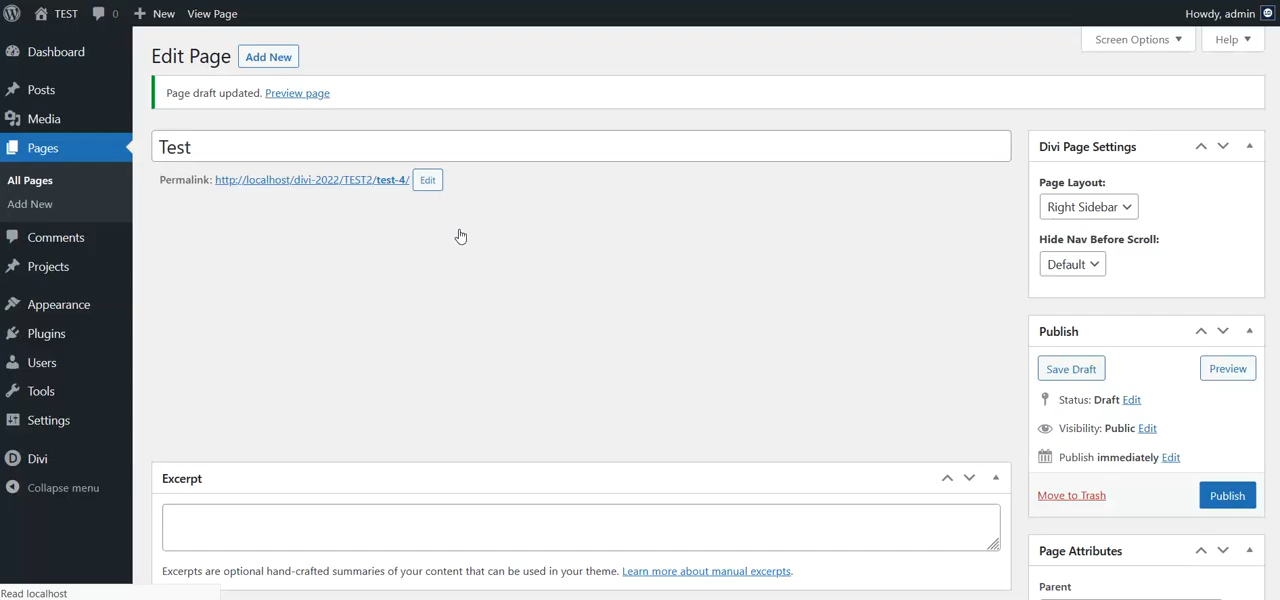 TEST 0 New View Page Howdy, admin
Dashboard
Posts
Media
Pages
All Pages
Add New
Comments
Projects
Appearance
Plugins
Users
Tools
Settings
Divi
Collapse menu
Screen Options Help
Edit Page Add New
Page draft updated. Preview page
Test
Permalink: http://localhost/divi-2022/TEST2/test-4/ Edit
Excerpt
Excerpts are optional hand-crafted summaries of your content that can be used in your theme. Learn more about manual excerpts.
Divi Page Settings
Page Layout:
Right Sidebar
Hide Nav Before Scroll:
Default
Publish
Save Draft Preview
Status: Draft Edit
Visibility: Public Edit
Publish immediately Edit
Move to Trash Publish
Page Attributes
Parent
Read localhost